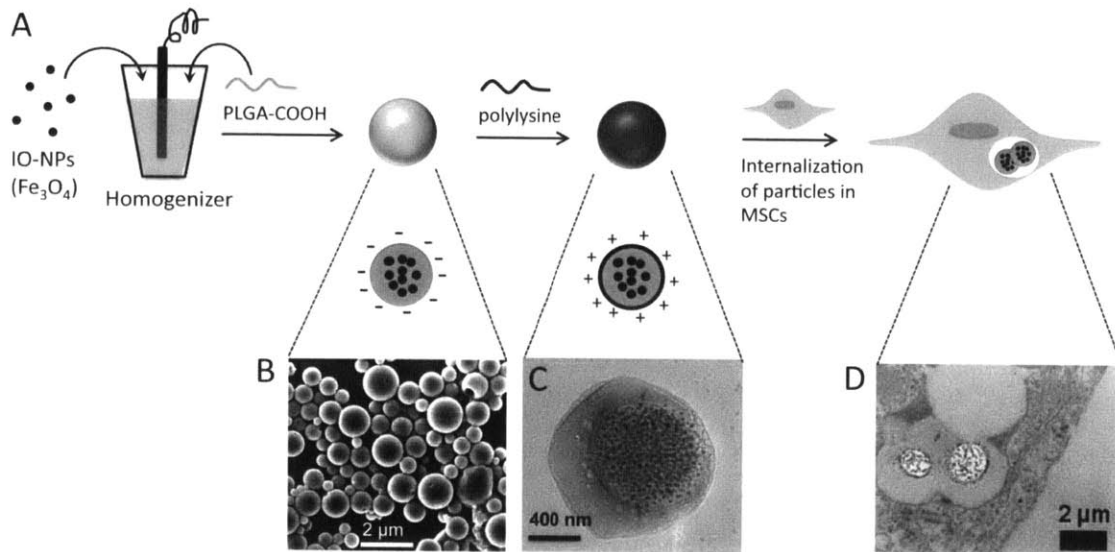 A
IO-NPs
(Fe₃O₄)
Homogenizer
PLGA-COOH
polylysine
Internalization
of particles in
MSCs
B
2 μm
C
400 nm
D
2 μm